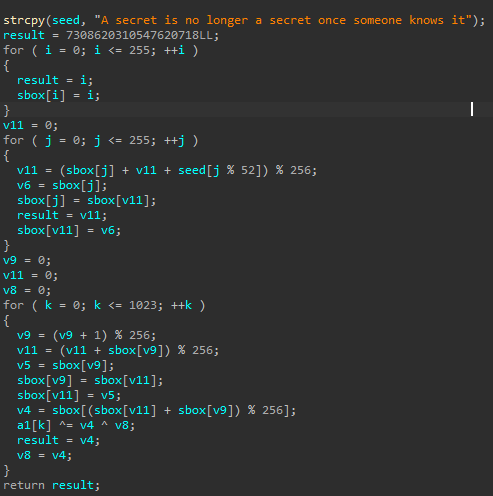 strcpy(seed, "A secret is no longer a secret once someone knows it");
result = 7308620310547620718LL;
for ( i = 0; i <= 255; ++i )
{
  result = i;
  sbox[i] = i;
}
v11 = 0;
for ( j = 0; j <= 255; ++j )
{
  v11 = (sbox[j] + v11 + seed[j % 52]) % 256;
  v6 = sbox[j];
  sbox[j] = sbox[v11];
  result = v11;
  sbox[v11] = v6;
}
v9 = 0;
v11 = 0;
v8 = 0;
for ( k = 0; k <= 1023; ++k )
{
  v9 = (v9 + 1) % 256;
  v11 = (v11 + sbox[v9]) % 256;
  v5 = sbox[v9];
  sbox[v9] = sbox[v11];
  sbox[v11] = v5;
  v4 = sbox[(sbox[v11] + sbox[v9]) % 256];
  a1[k] ^= v4 ^ v8;
  result = v4;
  v8 = v4;
}
return result;